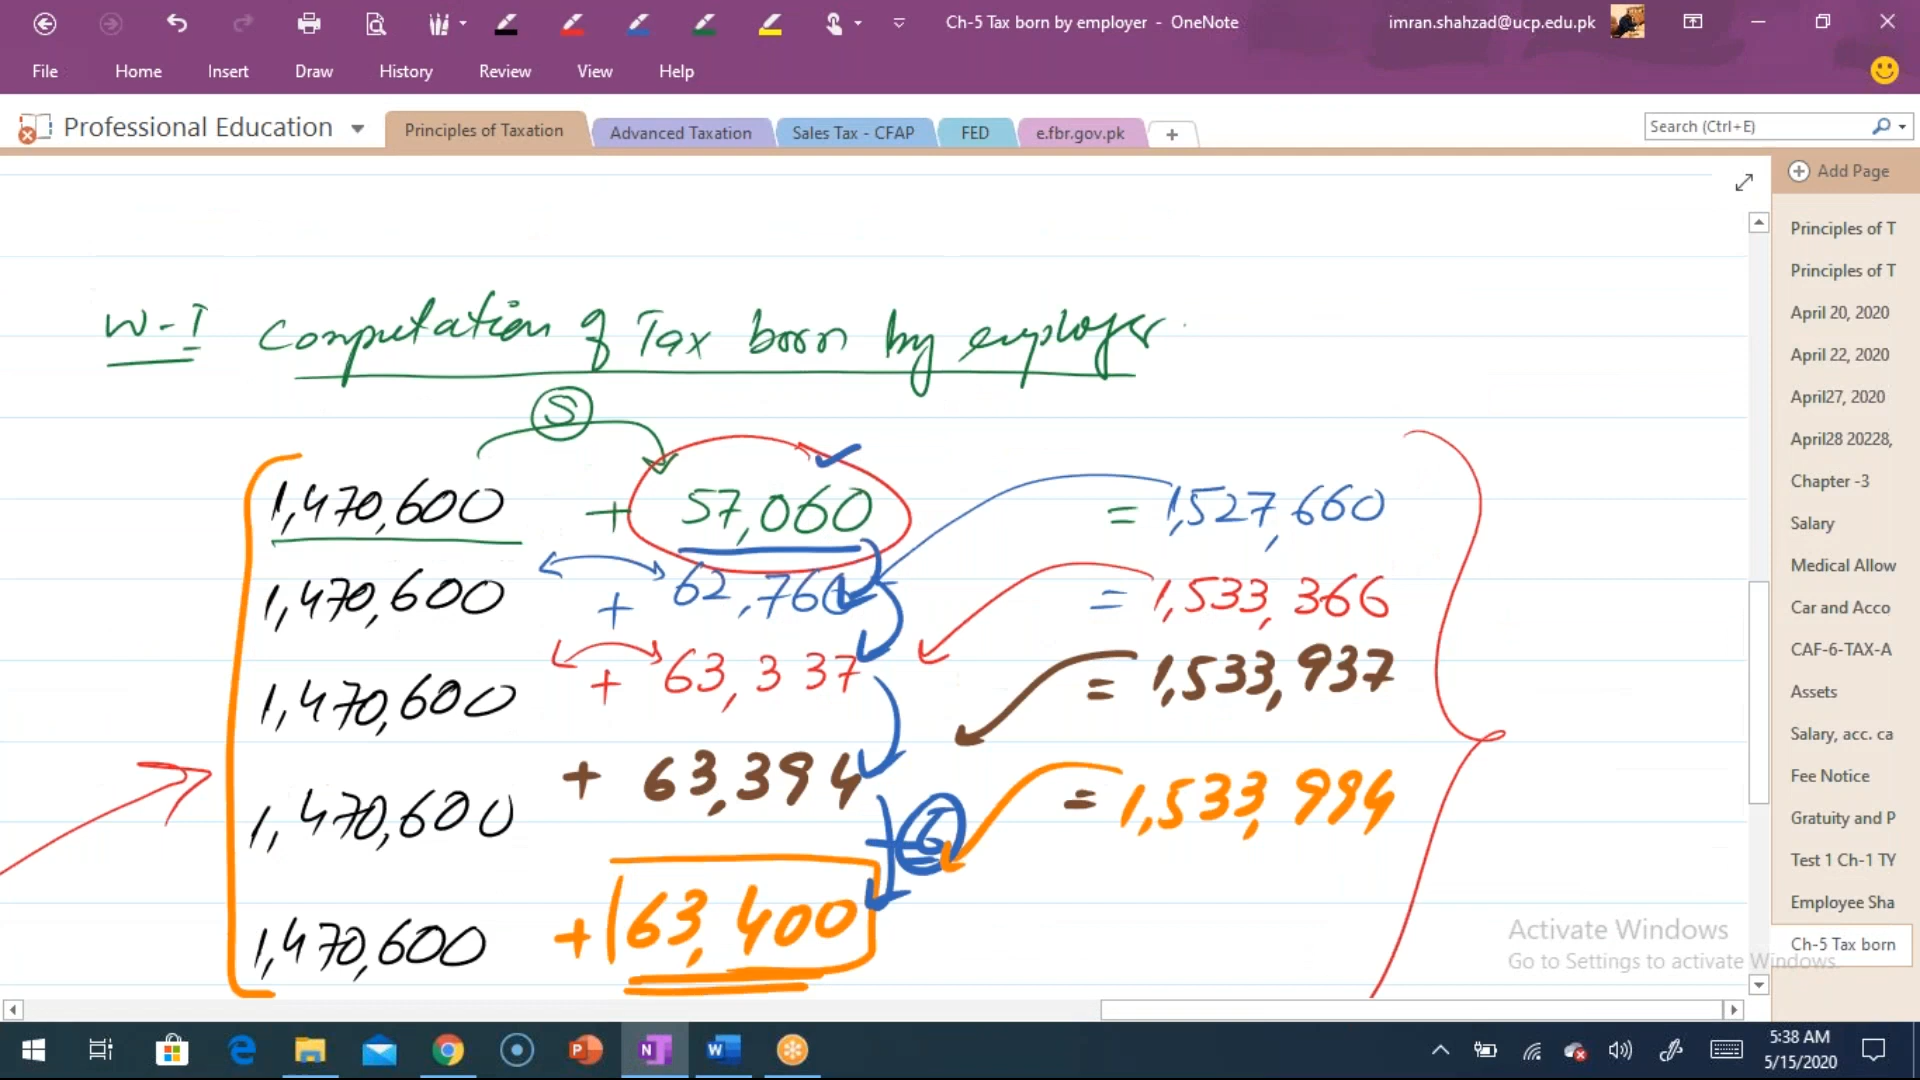 Ch-5 Tax born by employer - OneNote
imran.shahzad@ucp.edu.pk
File Home Insert Draw History Review View Help
Professional Education
Principles of Taxation
Advanced Taxation
Sales Tax - CFAP
FED
e.fbr.gov.pk
+
Search (Ctrl+E)
Add Page
Principles of T
Principles of T
April 20, 2020
April 22, 2020
April27, 2020
April28 20228,
Chapter -3
Salary
Medical Allow
Car and Acco
CAF-6-TAX-A
Assets
Salary, acc. ca
Fee Notice
Gratuity and P
Test 1 Ch-1 TY
Employee Sha
Ch-5 Tax born
W-I Computation of Tax born by employer
S
1,470,600 + 57,060 = 1,527,660
1,470,600 + 62,760 = 1,533,366
1,470,600 + 63,337 = 1,533,937
1,470,600 + 63,394 = 1,533,994
6
1,470,600 + 63,400
Activate Windows
Go to Settings to activate Windows.
5:38 AM
5/15/2020